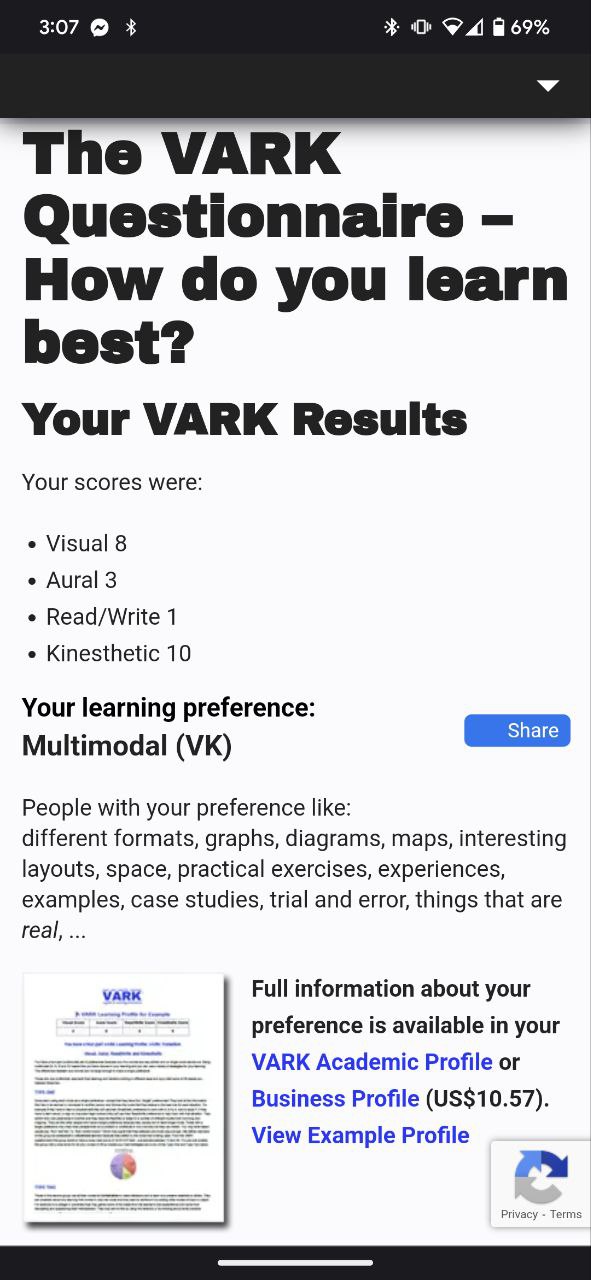 3:07
69%
The VARK
Questionnaire –
How do you learn
best?
Your VARK Results
Your scores were:
• Visual 8
• Aural 3
• Read/Write 1
• Kinesthetic 10
Your learning preference:
Multimodal (VK)
Share
People with your preference like:
different formats, graphs, diagrams, maps, interesting
layouts, space, practical exercises, experiences,
examples, case studies, trial and error, things that are
real, ...
VARK
Full information about your
preference is available in your
VARK Academic Profile or
Business Profile (US$10.57).
View Example Profile
Privacy - Terms